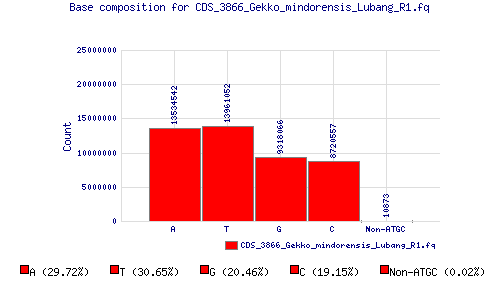 Base composition for CDS_3866_Gekko_mindorensis_Lubang_R1.fq
25000000
20000000
15000000
10000000
5000000
0
Count
13534542
13961052
9318066
8720557
10873
A T G C Non-ATGC
CDS_3866_Gekko_mindorensis_Lubang_R1.fq
A (29.72%) T (30.65%) G (20.46%) C (19.15%) Non-ATGC (0.02%)